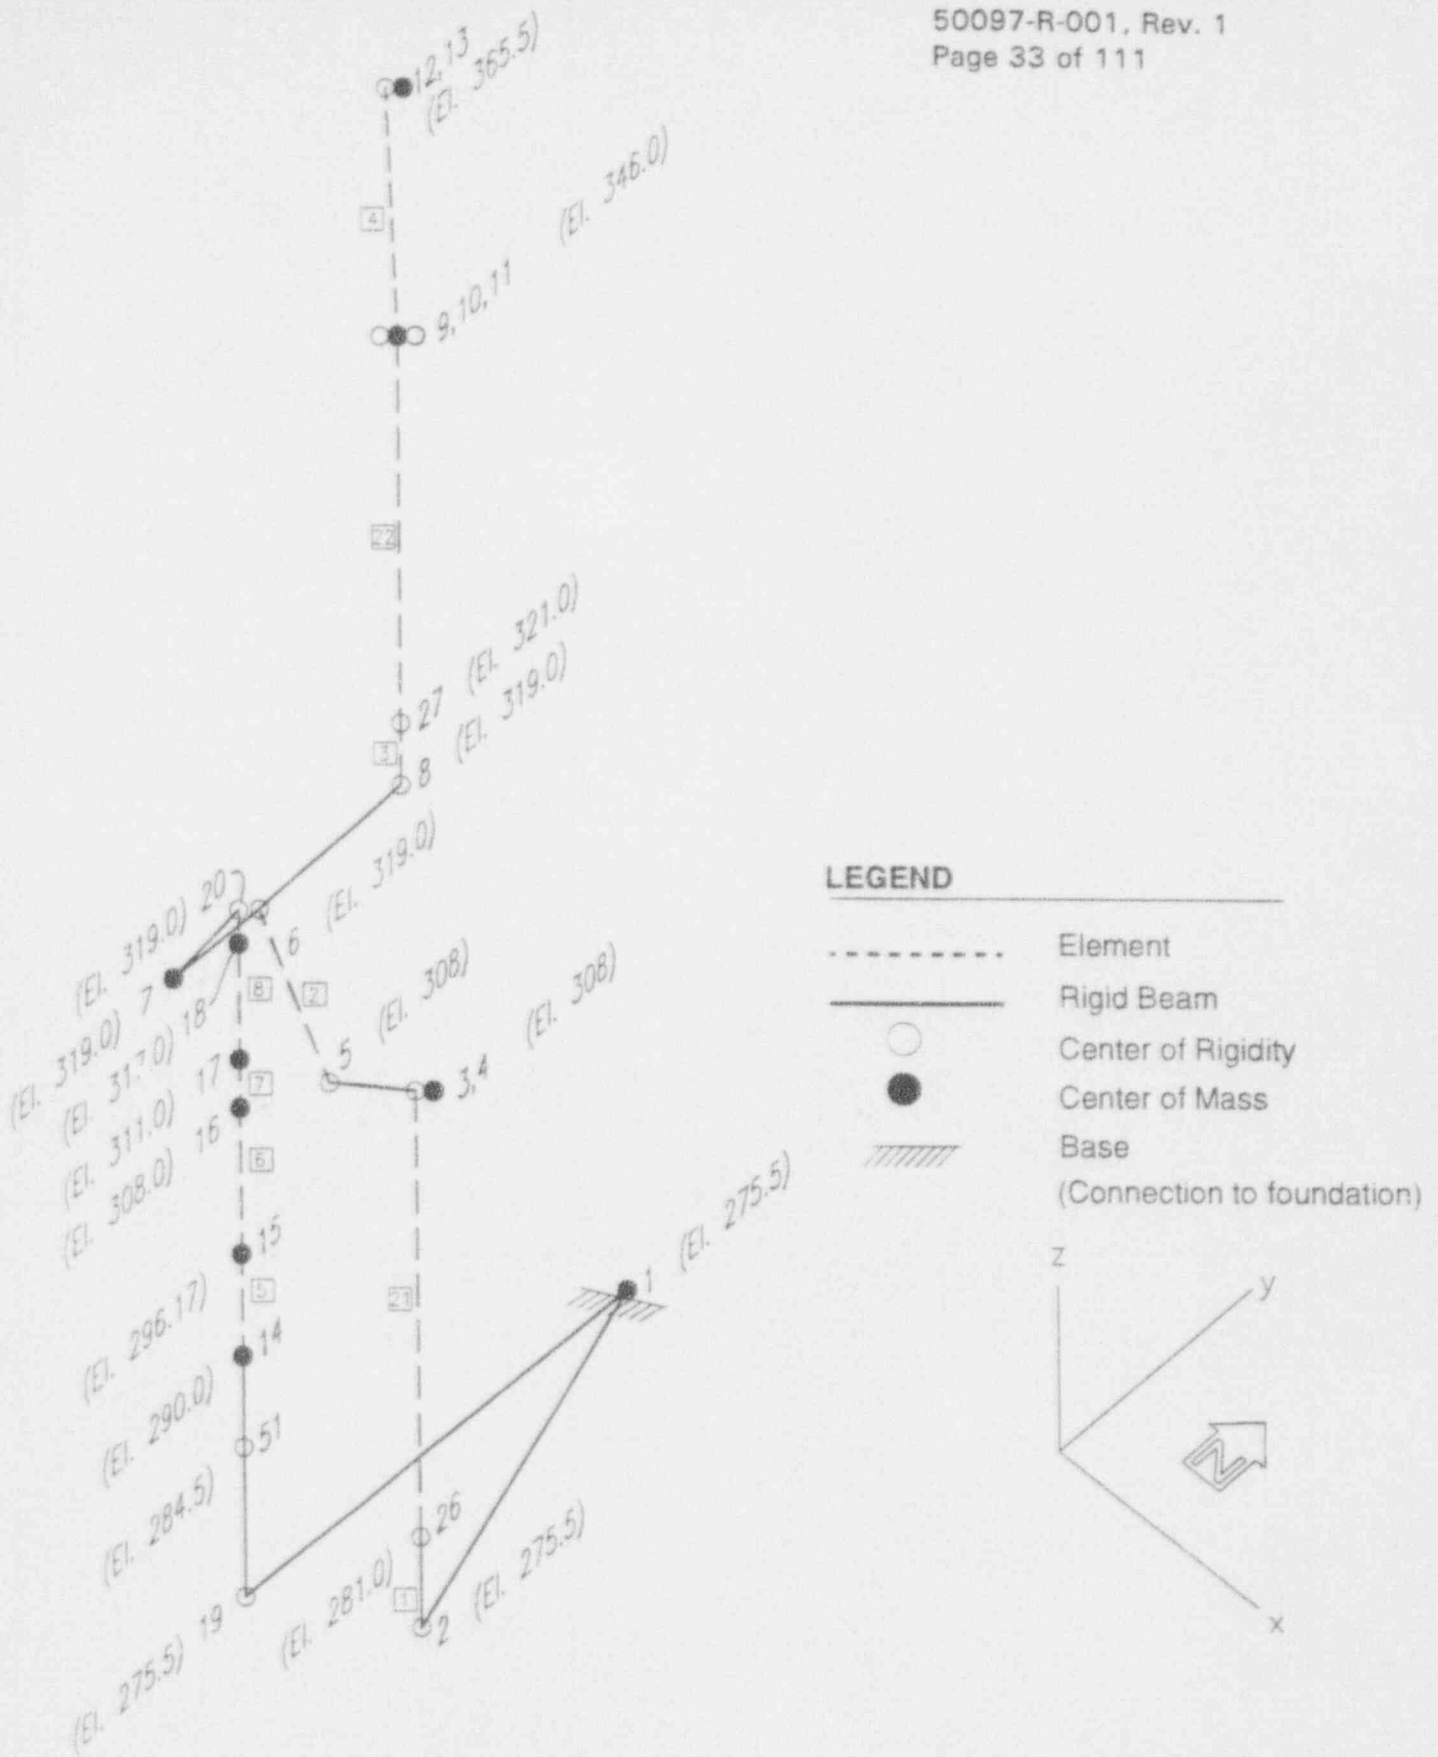 50097-R-001, Rev. 1
Page 33 of 111
12,13
(El. 365.5)
4
(El. 346.0)
9,10,11
22
(El. 321.0)
27
(El. 319.0)
3
8
(El. 319.0)
20
6
(El. 319.0)
7
8
2
(El. 308)
(El. 308)
18
(El. 319.0)
5
17
7
3,4
16
(El. 311.0)
6
(El. 308.0)
15
5
21
1
(El. 275.5)
(El. 296.17)
14
(El. 290.0)
51
(El. 284.5)
26
(El. 281.0)
1
2
(El. 275.5)
19
(El. 275.5)
LEGEND
Element
Rigid Beam
Center of Rigidity
Center of Mass
Base
(Connection to foundation)
Z
y
N
x